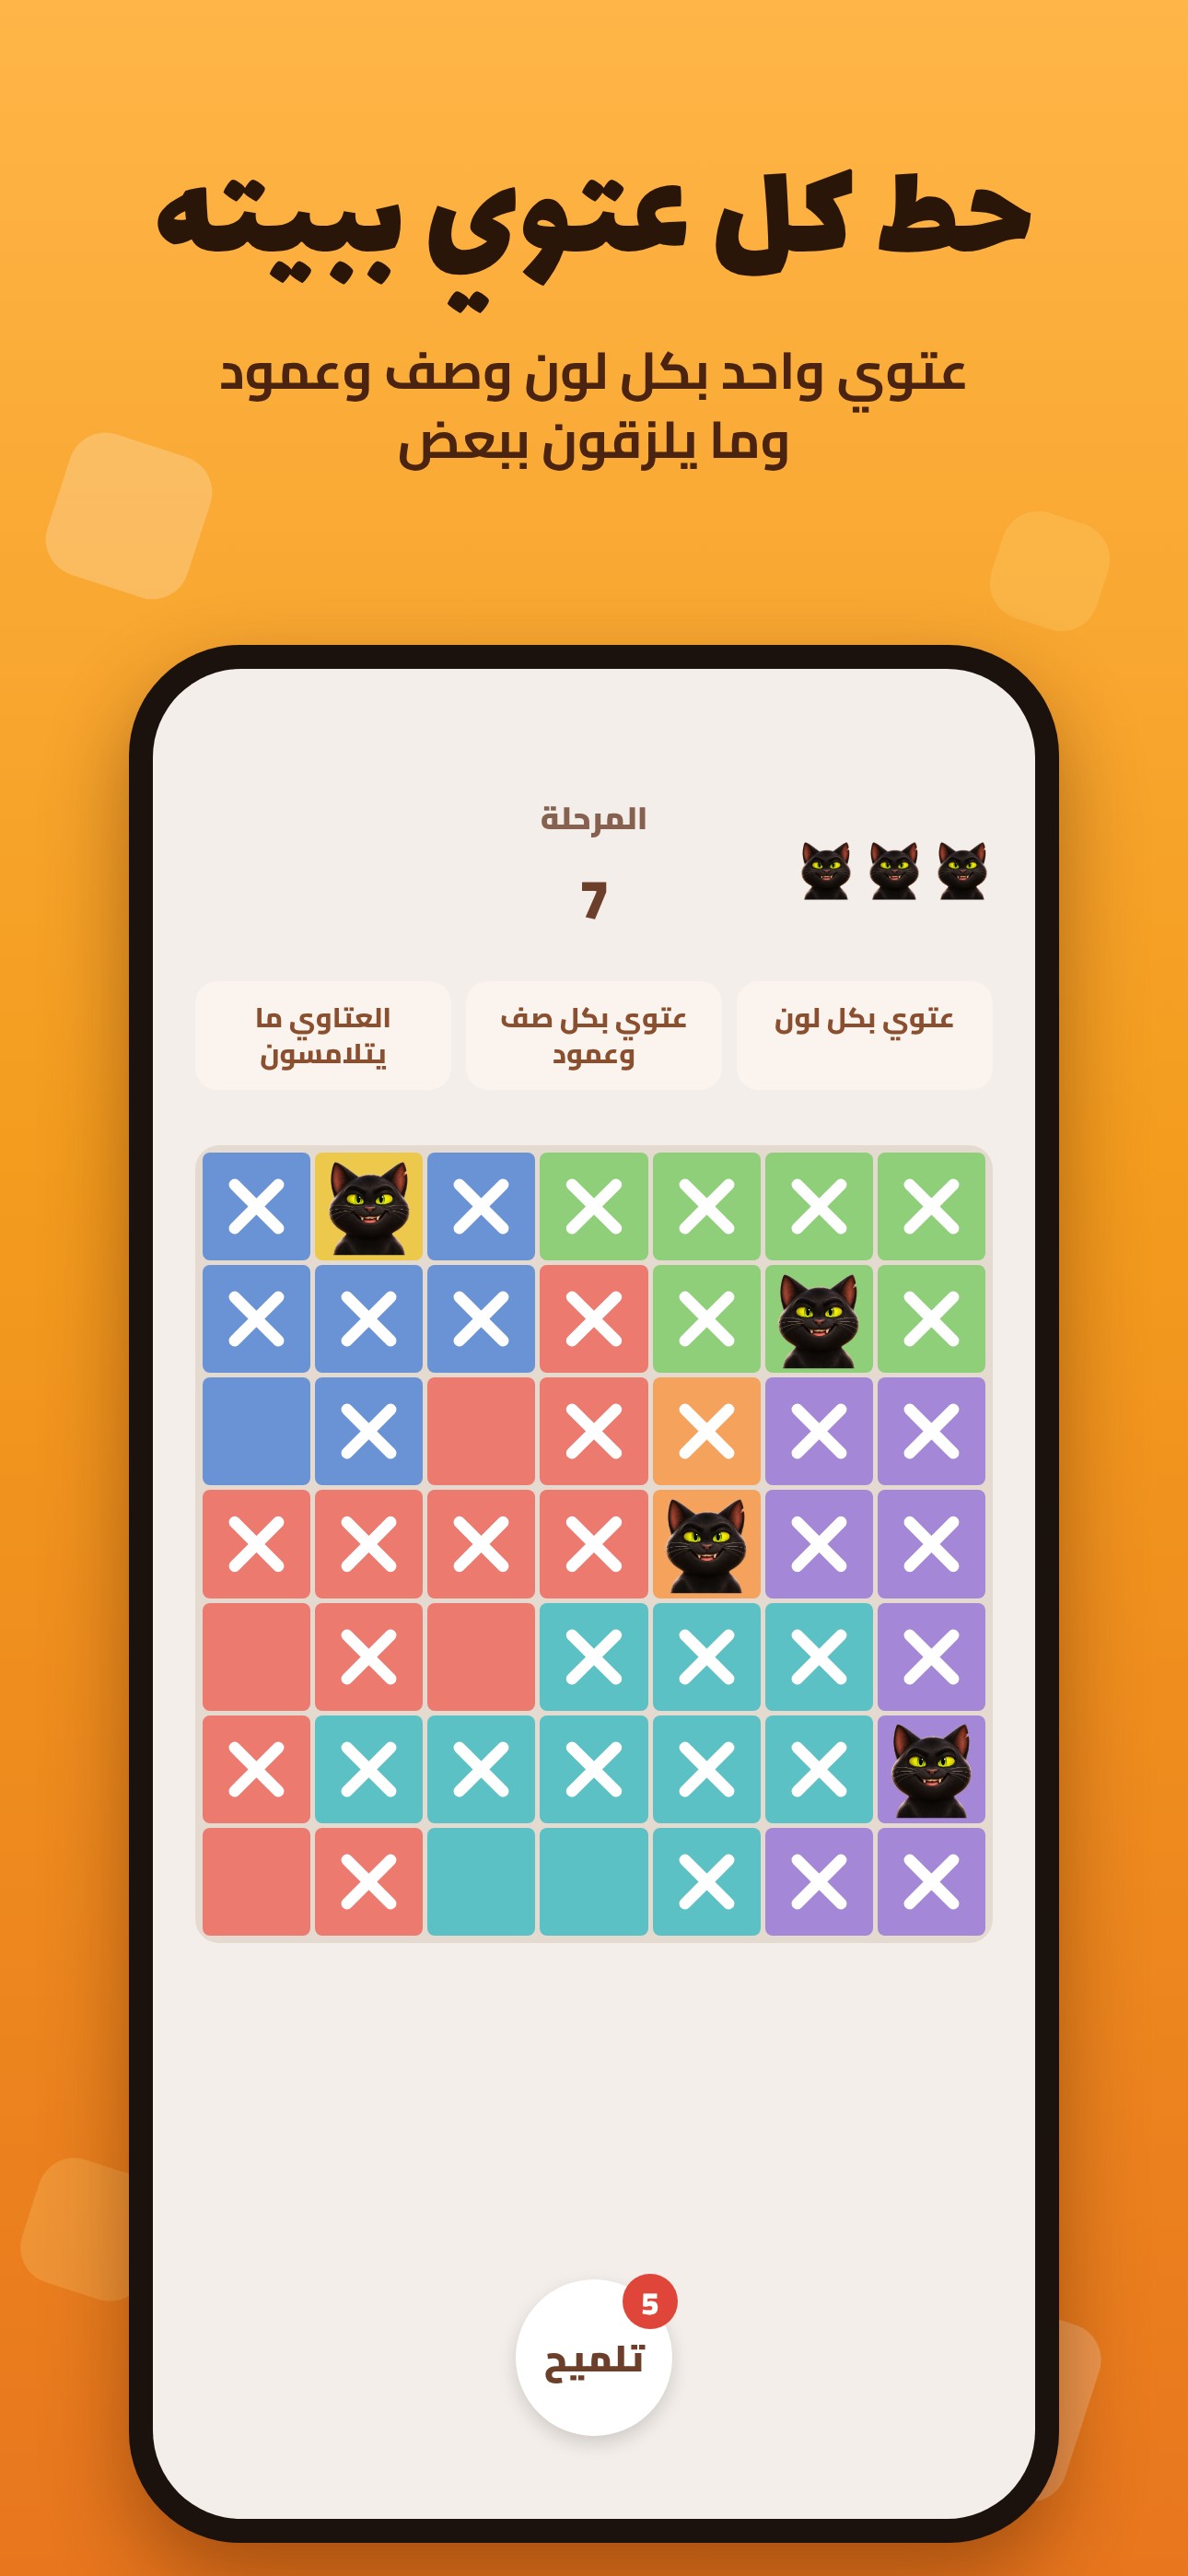 حط كل عتوي ببيته
عتوي واحد بكل لون وصف وعمود
وما يلزقون ببعض
المرحلة
7
عتوي بكل لون
عتوي بكل صف
وعمود
العتاوي ما
يتلامسون
5
تلميح